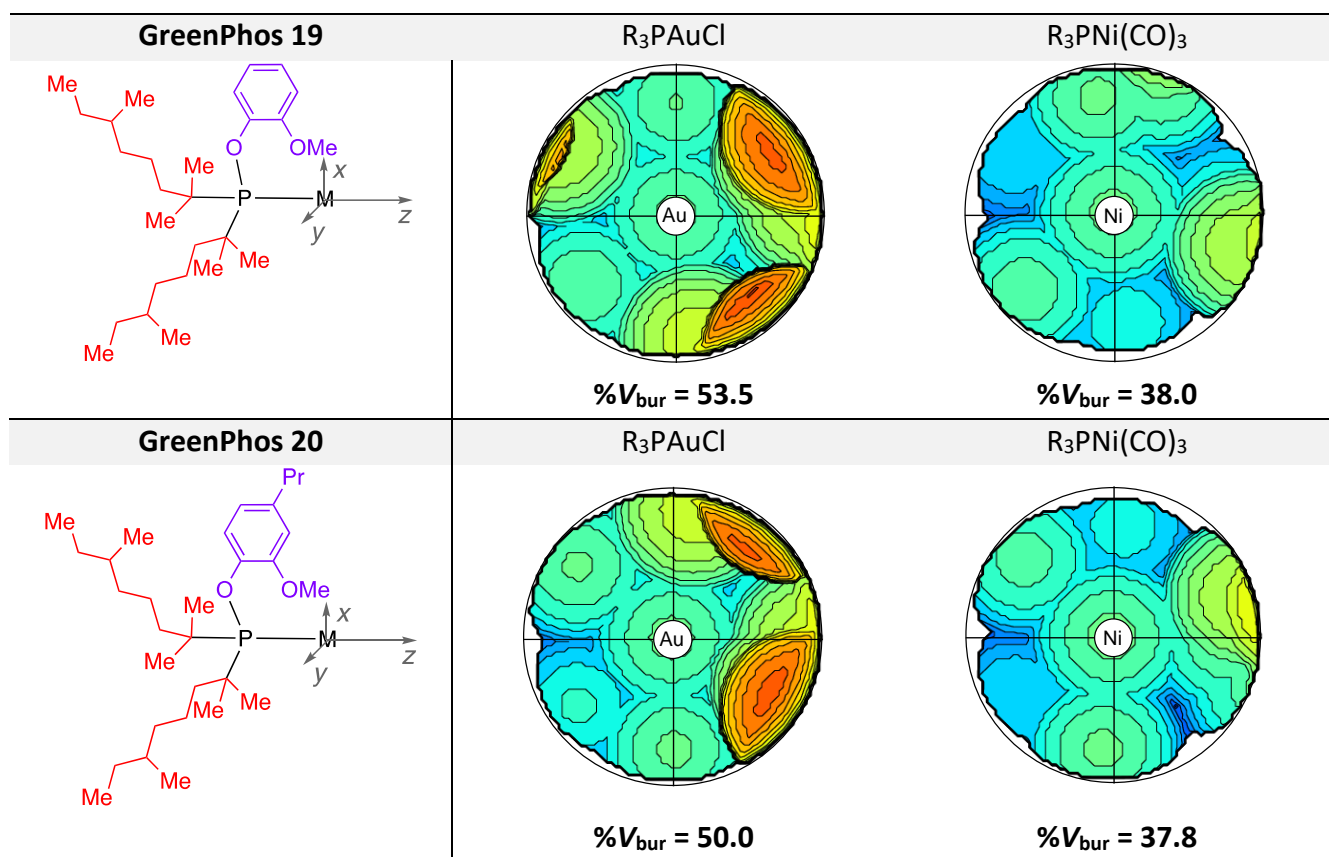 GreenPhos 19 R₃PAuCl R₃PNi(CO)₃
Me
Me
O OMe
Me
x
P M
Me
z
y
Me
Me
Me
Me
Au
Ni
%Vbur = 53.5 %Vbur = 38.0
GreenPhos 20 R₃PAuCl R₃PNi(CO)₃
Pr
Me
Me
O OMe
Me
x
P M
Me
z
y
Me
Me
Me
Me
Au
Ni
%Vbur = 50.0 %Vbur = 37.8